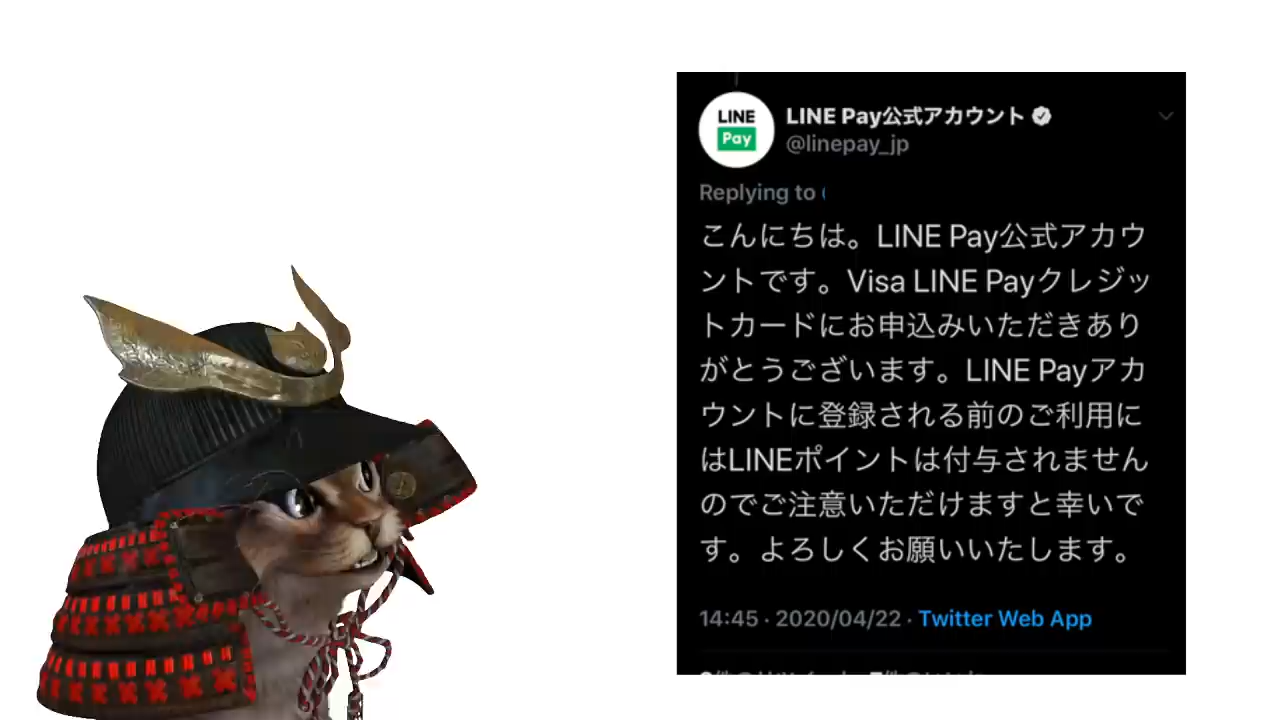 LINE
Pay
LINE Pay公式アカウント
@linepay_jp
Replying to
こんにちは。LINE Pay公式アカウ
ントです。Visa LINE Payクレジッ
トカードにお申込みいただきあり
がとうございます。LINE Payアカ
ウントに登録される前のご利用に
はLINEポイントは付与されません
のでご注意いただけますと幸いで
す。よろしくお願いいたします。
14:45 · 2020/04/22 · Twitter Web App